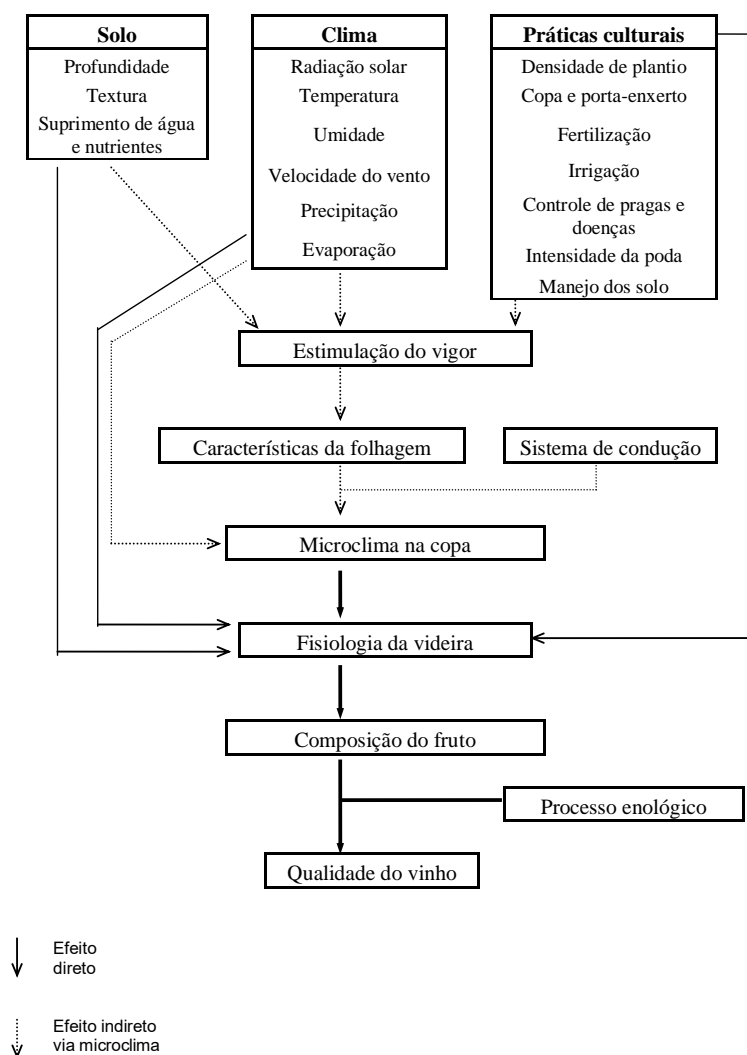 Solo
Profundidade
Textura
Suprimento de água
e nutrientes
Clima
Radiação solar
Temperatura
Umidade
Velocidade do vento
Precipitação
Evaporação
Práticas culturais
Densidade de plantio
Copa e porta-enxerto
Fertilização
Irrigação
Controle de pragas e
doenças
Intensidade da poda
Manejo dos solo
Estimulação do vigor
Características da folhagem
Sistema de condução
Microclima na copa
Fisiologia da videira
Composição do fruto
Processo enológico
Qualidade do vinho
Efeito
direto
Efeito indireto
via microclima